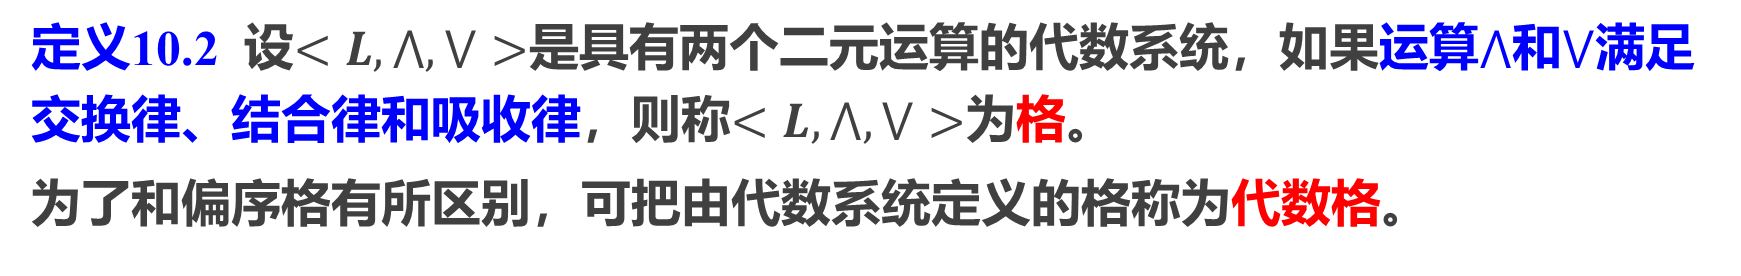 定义10.2 设< L,⋀,⋁ >是具有两个二元运算的代数系统，如果运算⋀和⋁满足
交换律、结合律和吸收律，则称< L,⋀,⋁ >为格。
为了和偏序格有所区别，可把由代数系统定义的格称为代数格。